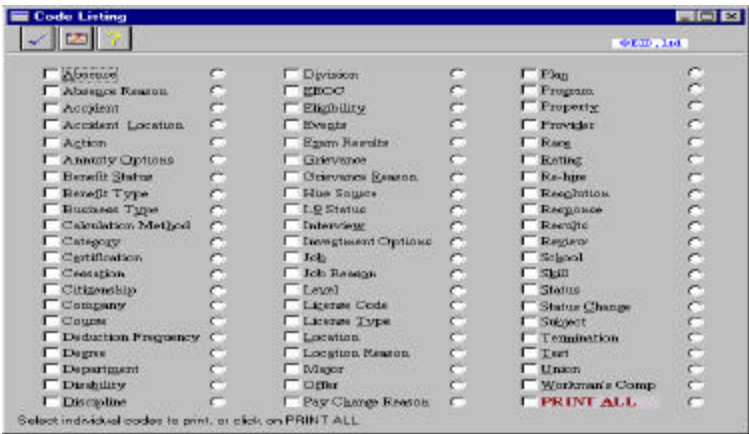 Code Listing
?
©EID, Ltd
Absence
Absence Reason
Accident
Accident Location
Action
Annuity Options
Benefit Status
Benefit Type
Business Type
Calculation Method
Category
Certification
Cessation
Citizenship
Company
Course
Deduction Frequency
Degree
Department
Disability
Discipline
Division
EEOC
Eligibility
Events
Exam Results
Grievance
Grievance Reason
Hire Source
I-9 Status
Interview
Investment Options
Job
Job Reason
Level
License Code
License Type
Location
Location Reason
Major
Offer
Pay Change Reason
Plan
Program
Property
Provider
Race
Rating
Re-hire
Resolution
Response
Results
Review
School
Skill
Status
Status Change
Subject
Termination
Test
Union
Workman's Comp
PRINT ALL
Select individual codes to print, or click on PRINT ALL